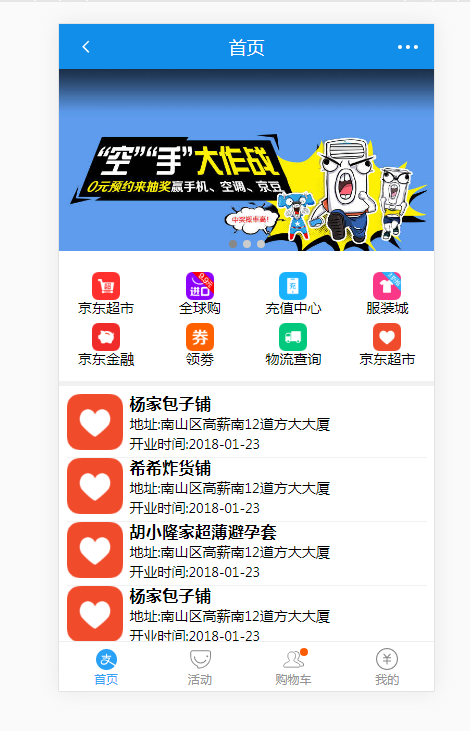 首页
“空”“手”大作战
0元预约来抽奖赢手机、空调、京豆
中奖概率高!
9.9元
进口
充
京东超市
全球购
充值中心
服装城
券
京东金融
领劵
物流查询
京东超市
杨家包子铺
地址:南山区高薪南12道方大大厦
开业时间:2018-01-23
希希炸货铺
地址:南山区高薪南12道方大大厦
开业时间:2018-01-23
胡小隆家超薄避孕套
地址:南山区高薪南12道方大大厦
开业时间:2018-01-23
杨家包子铺
地址:南山区高薪南12道方大大厦
开业时间:2018-01-23
支
¥
首页
活动
购物车
我的